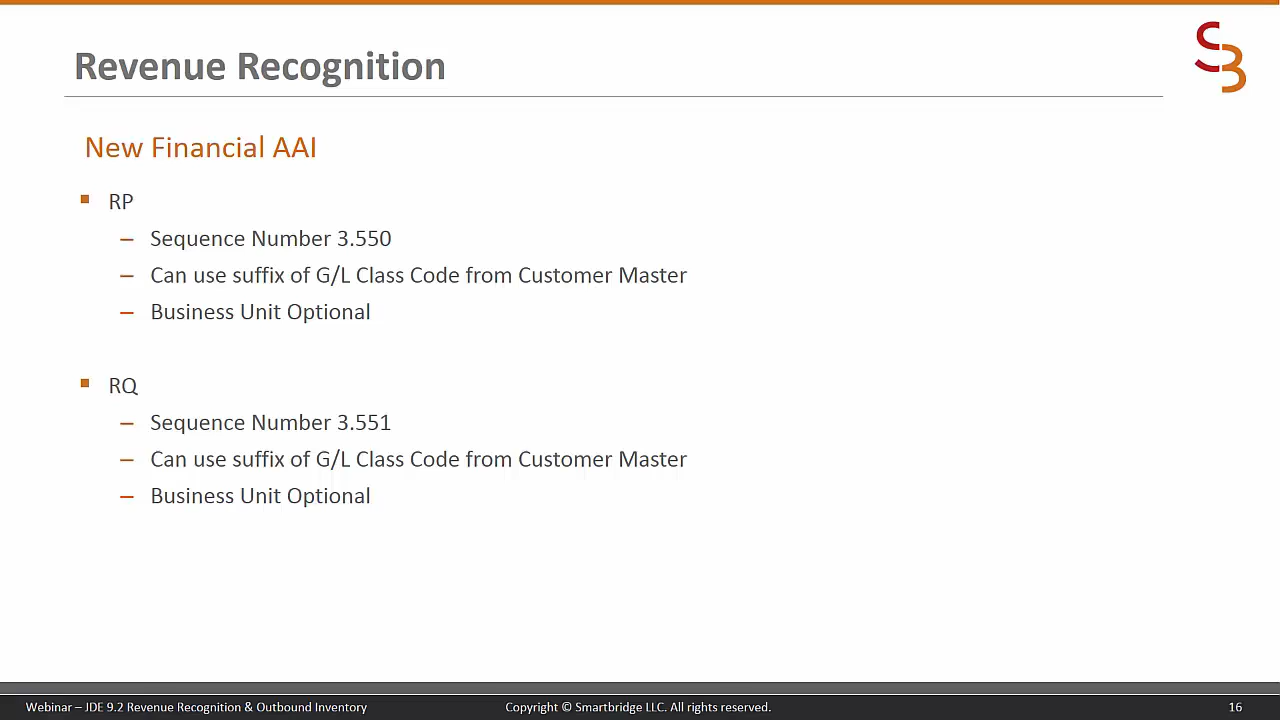 Revenue Recognition
SB
New Financial AAI
▪ RP
– Sequence Number 3.550
– Can use suffix of G/L Class Code from Customer Master
– Business Unit Optional
▪ RQ
– Sequence Number 3.551
– Can use suffix of G/L Class Code from Customer Master
– Business Unit Optional
Webinar – JDE 9.2 Revenue Recognition & Outbound Inventory
Copyright © Smartbridge LLC. All rights reserved.
16